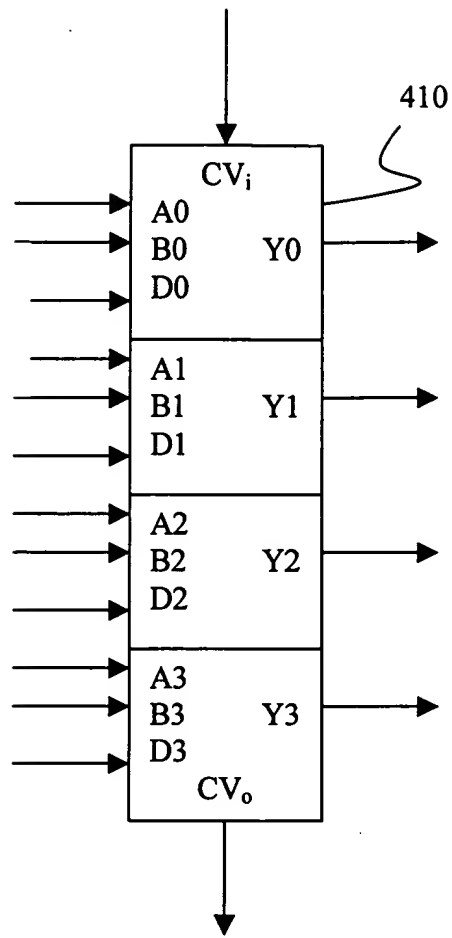 410
CVᵢ
A0
B0 Y0
D0
A1
B1 Y1
D1
A2
B2 Y2
D2
A3
B3 Y3
D3
CVₒ